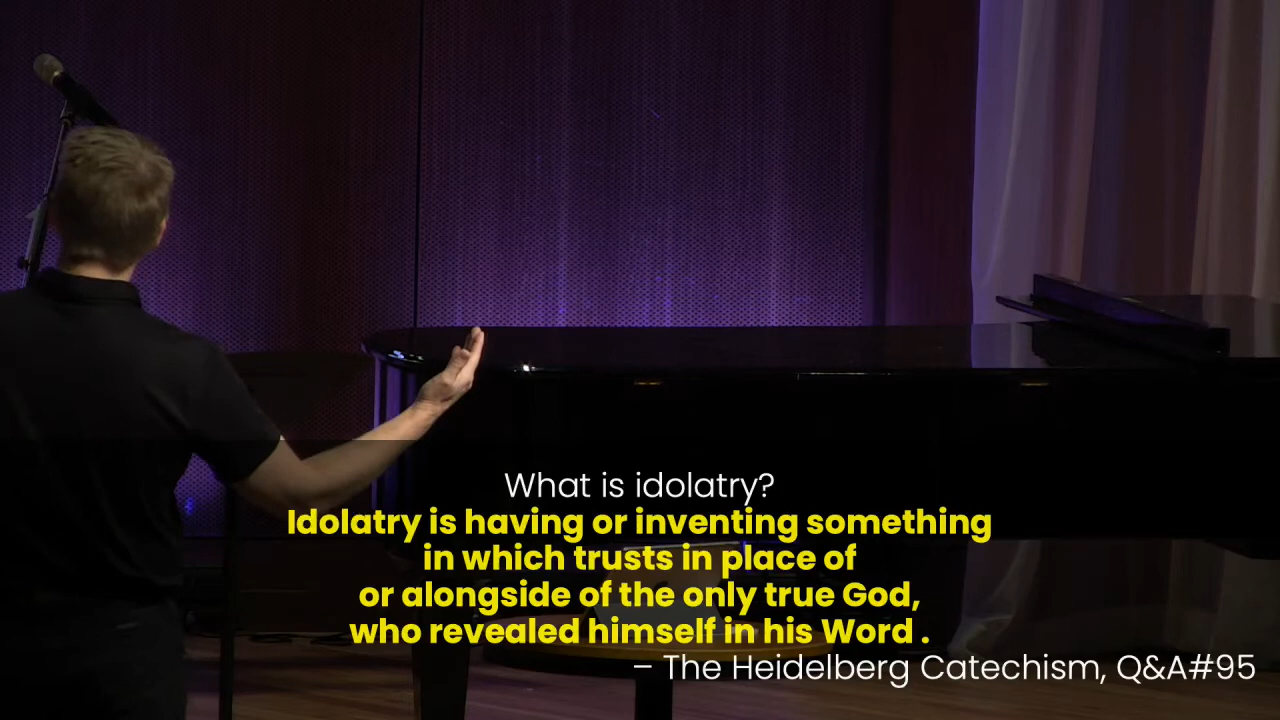 What is idolatry?
Idolatry is having or inventing something
in which trusts in place of
or alongside of the only true God,
who revealed himself in his Word .
– The Heidelberg Catechism, Q&A#95